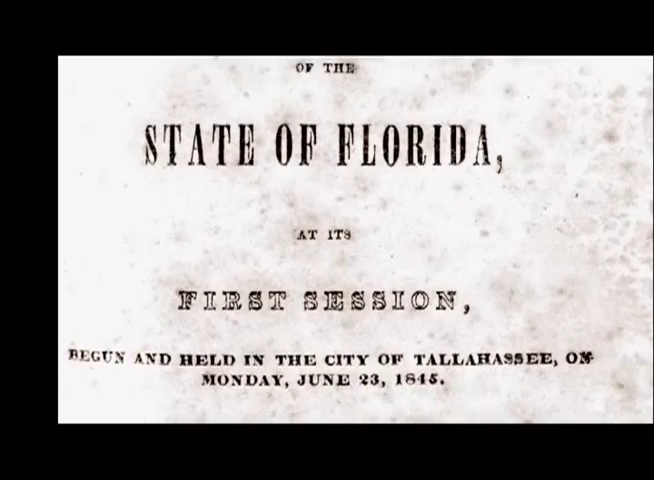 OF THE
STATE OF FLORIDA,
AT ITS
FIRST SESSION,
BEGUN AND HELD IN THE CITY OF TALLAHASSEE, ON
MONDAY, JUNE 23, 1845.